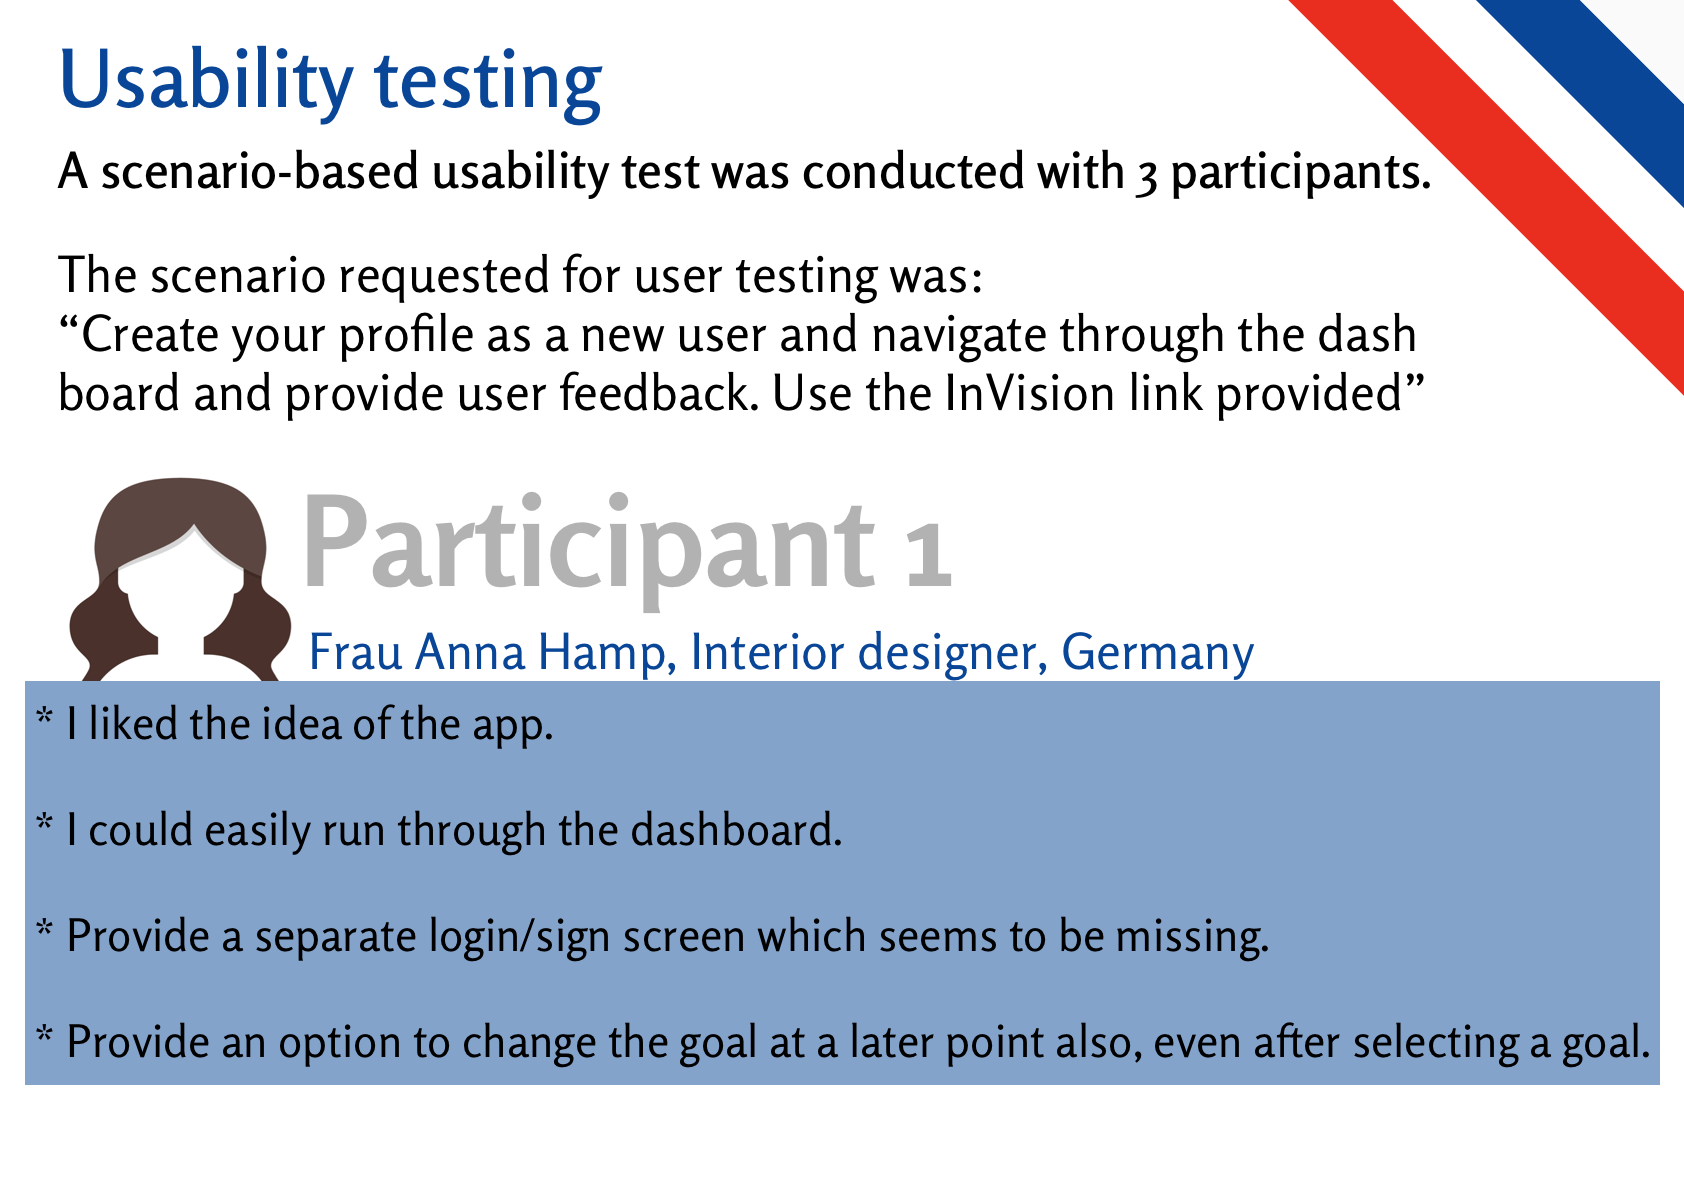 Usability testing
A scenario-based usability test was conducted with 3 participants.
The scenario requested for user testing was:
“Create your profile as a new user and navigate through the dash
board and provide user feedback. Use the InVision link provided”
Participant 1
Frau Anna Hamp, Interior designer, Germany
* I liked the idea of the app.
* I could easily run through the dashboard.
* Provide a separate login/sign screen which seems to be missing.
* Provide an option to change the goal at a later point also, even after selecting a goal.